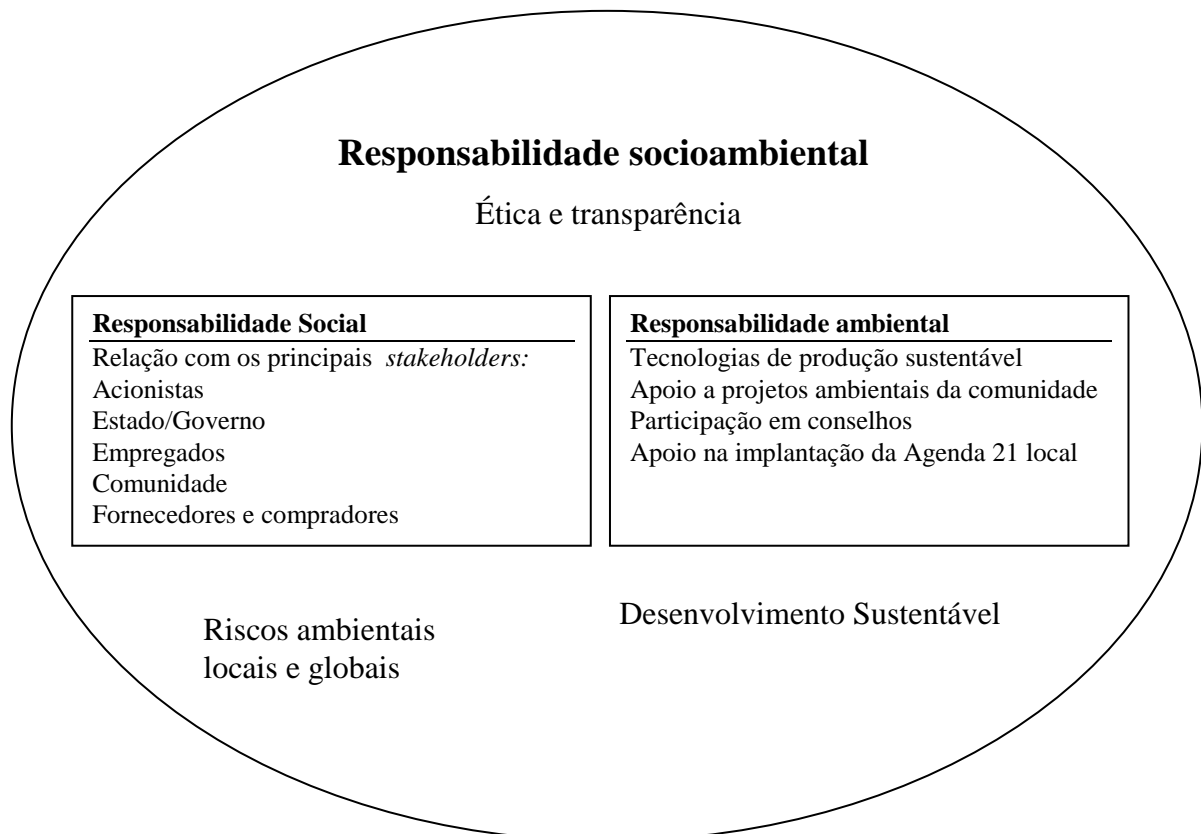 Responsabilidade socioambiental
Ética e transparência
Responsabilidade Social
Relação com os principais stakeholders:
Acionistas
Estado/Governo
Empregados
Comunidade
Fornecedores e compradores
Responsabilidade ambiental
Tecnologias de produção sustentável
Apoio a projetos ambientais da comunidade
Participação em conselhos
Apoio na implantação da Agenda 21 local
Riscos ambientais
locais e globais
Desenvolvimento Sustentável